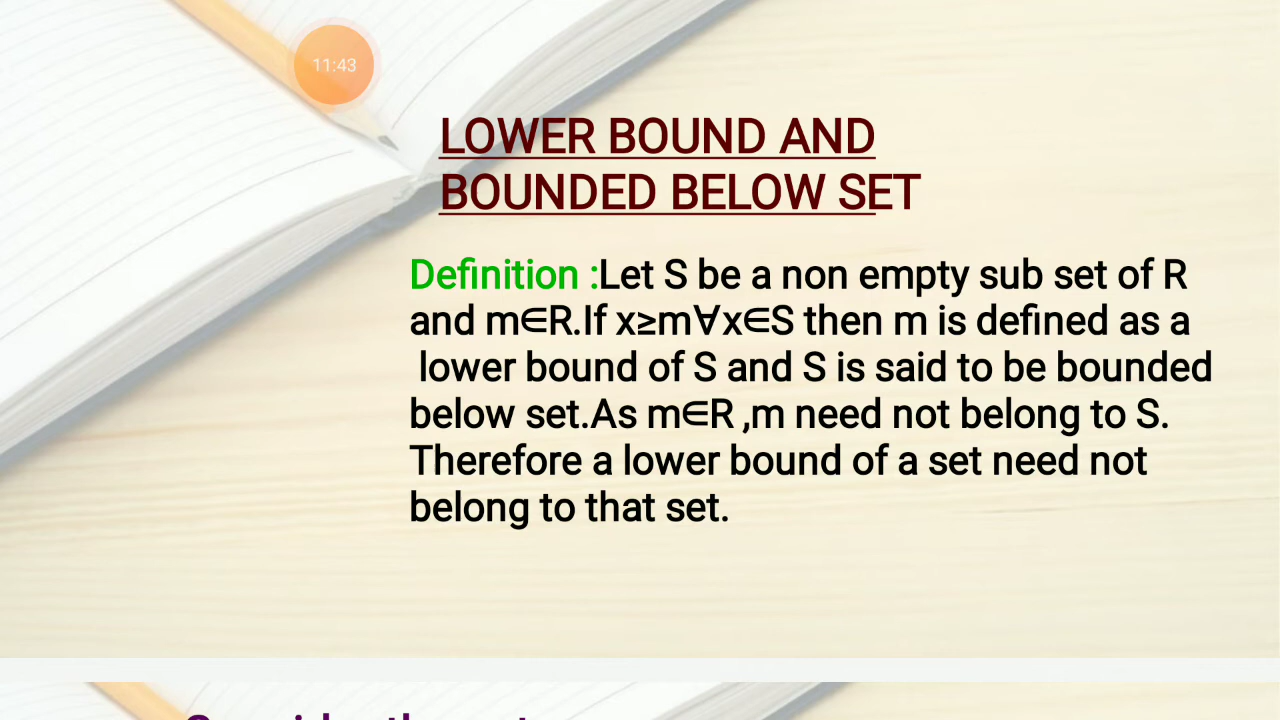 11:43
LOWER BOUND AND
BOUNDED BELOW SET
Definition :Let S be a non empty sub set of R
and m∈R.If x≥m∀x∈S then m is defined as a
lower bound of S and S is said to be bounded
below set.As m∈R ,m need not belong to S.
Therefore a lower bound of a set need not
belong to that set.